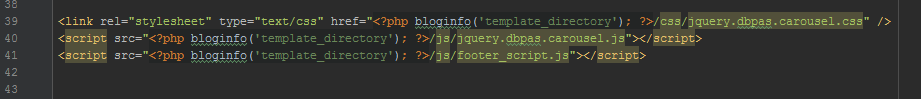 38
39 <link rel="stylesheet" type="text/css" href="<?php bloginfo('template_directory'); ?>/css/jquery.dbpas.carousel.css" />
40 <script src="<?php bloginfo('template_directory'); ?>/js/jquery.dbpas.carousel.js"></script>
41 <script src="<?php bloginfo('template_directory'); ?>/js/footer_script.js"></script>
42
43